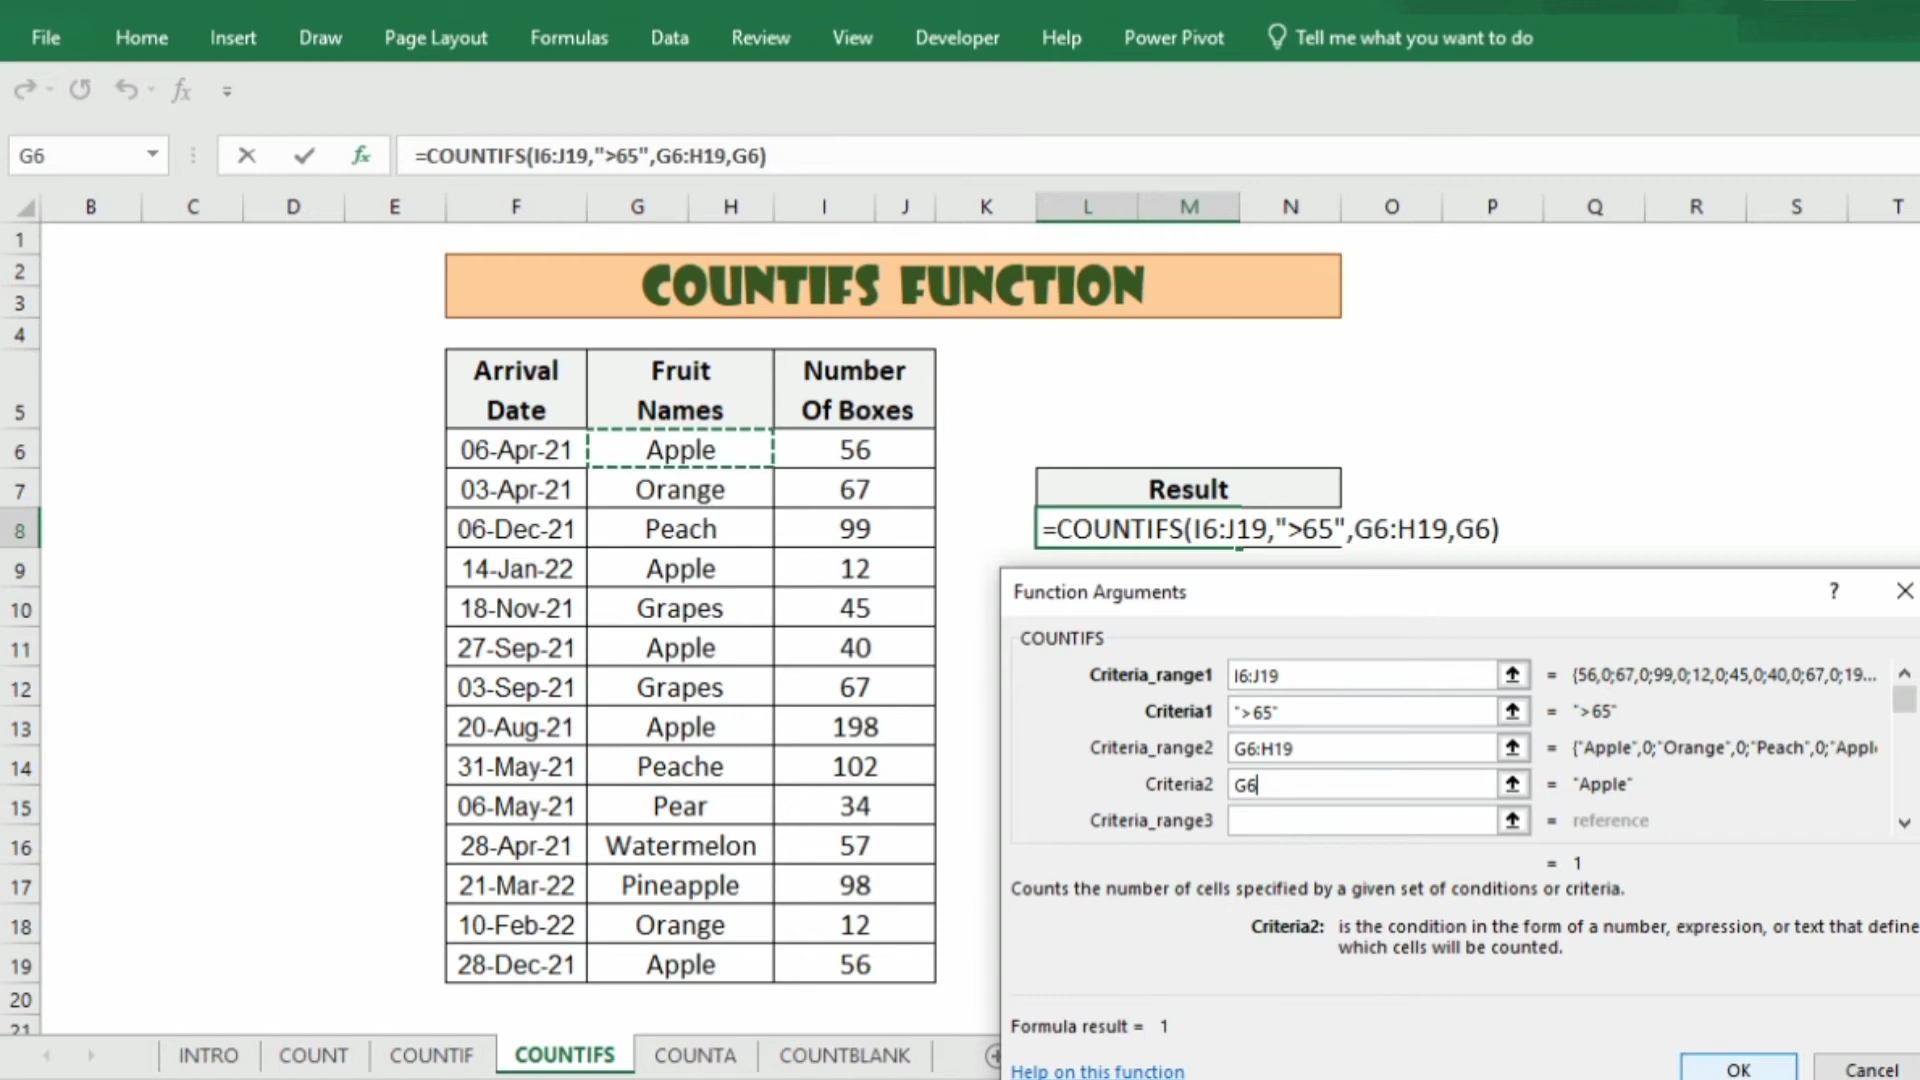 File Home Insert Draw Page Layout Formulas Data Review View Developer Help Power Pivot Tell me what you want to do
fx
G6 fx =COUNTIFS(I6:J19,">65",G6:H19,G6)
B C D E F G H I J K L M N O P Q R S T
1
2
3
COUNTIFS FUNCTION
4
5 Arrival Date Fruit Names Number Of Boxes
6 06-Apr-21 Apple 56
7 03-Apr-21 Orange 67 Result
8 06-Dec-21 Peach 99 =COUNTIFS(I6:J19,">65",G6:H19,G6)
9 14-Jan-22 Apple 12
10 18-Nov-21 Grapes 45
11 27-Sep-21 Apple 40
12 03-Sep-21 Grapes 67
13 20-Aug-21 Apple 198
14 31-May-21 Peache 102
15 06-May-21 Pear 34
16 28-Apr-21 Watermelon 57
17 21-Mar-22 Pineapple 98
18 10-Feb-22 Orange 12
19 28-Dec-21 Apple 56
20
21
Function Arguments ?
COUNTIFS
Criteria_range1 I6:J19 = {56,0;67,0;99,0;12,0;45,0;40,0;67,0;19...
Criteria1 ">65" = ">65"
Criteria_range2 G6:H19 = {"Apple",0;"Orange",0;"Peach",0;"Appl
Criteria2 G6 = "Apple"
Criteria_range3 = reference
= 1
Counts the number of cells specified by a given set of conditions or criteria.
Criteria2: is the condition in the form of a number, expression, or text that define
which cells will be counted.
Formula result = 1
Help on this function OK Cancel
INTRO COUNT COUNTIF COUNTIFS COUNTA COUNTBLANK